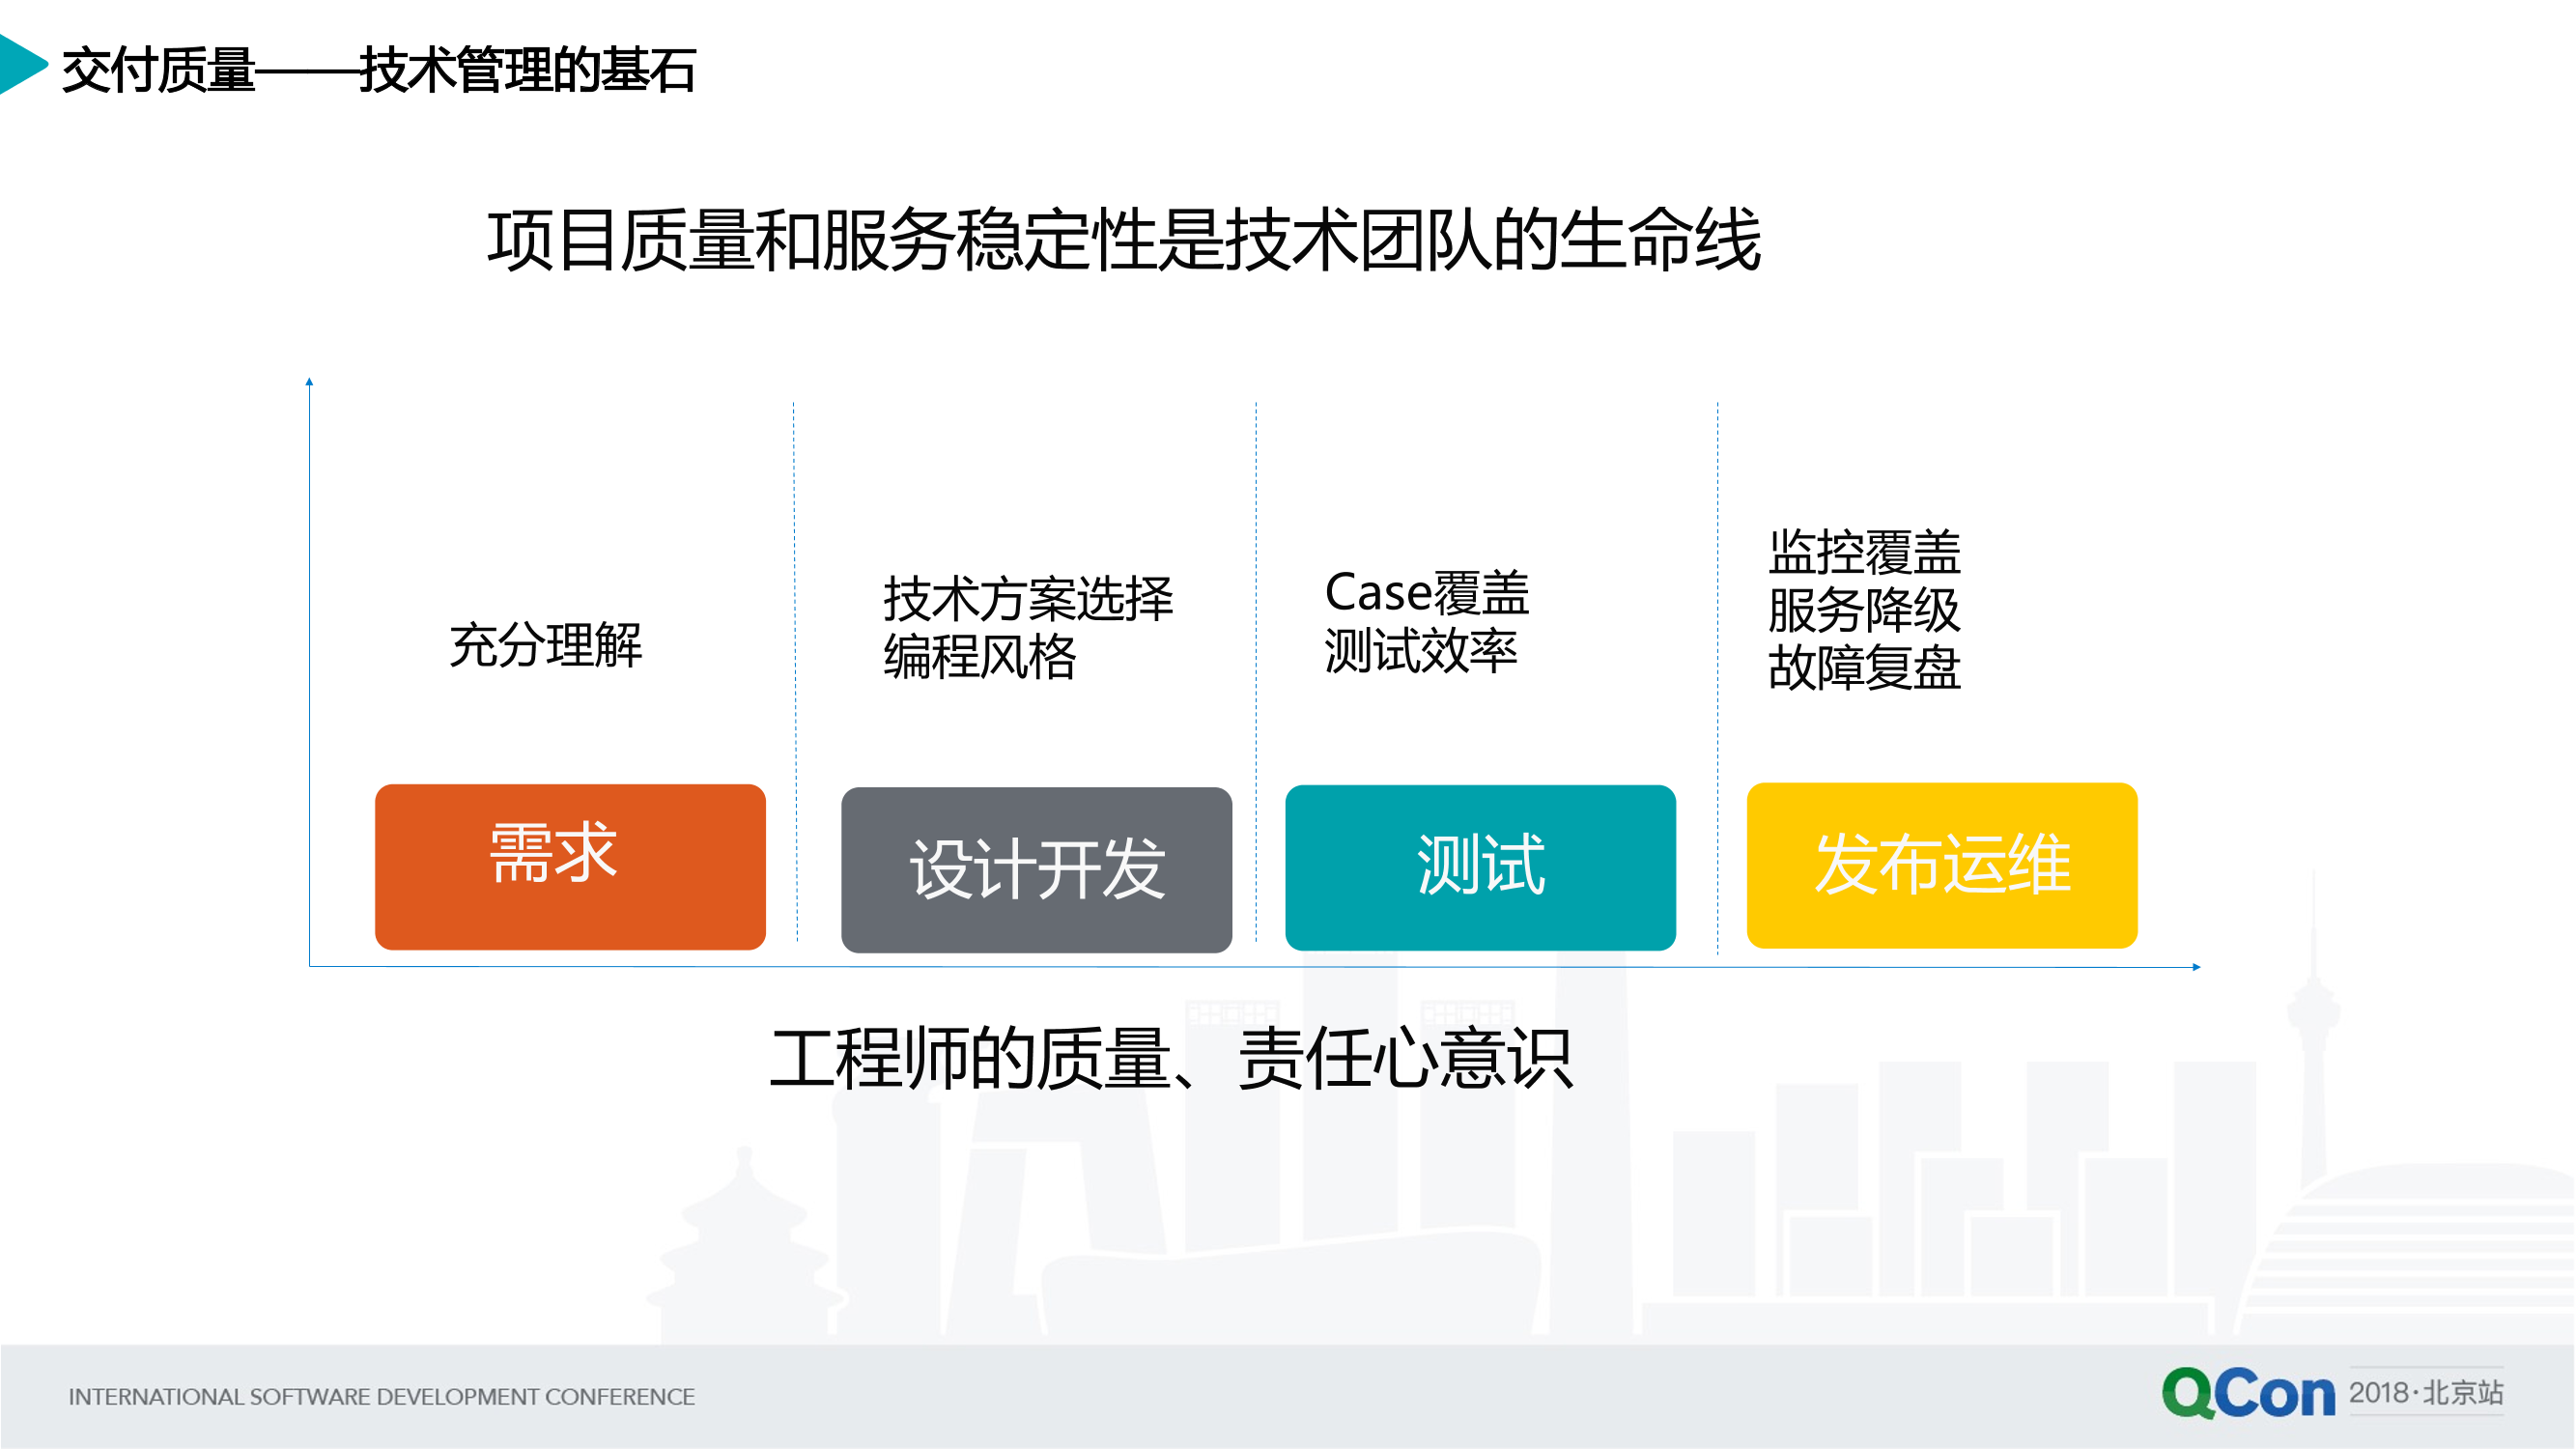 交付质量——技术管理的基石
项目质量和服务稳定性是技术团队的生命线
充分理解
技术方案选择
编程风格
Case覆盖
测试效率
监控覆盖
服务降级
故障复盘
需求
设计开发
测试
发布运维
工程师的质量、责任心意识
INTERNATIONAL SOFTWARE DEVELOPMENT CONFERENCE
QCon 2018·北京站